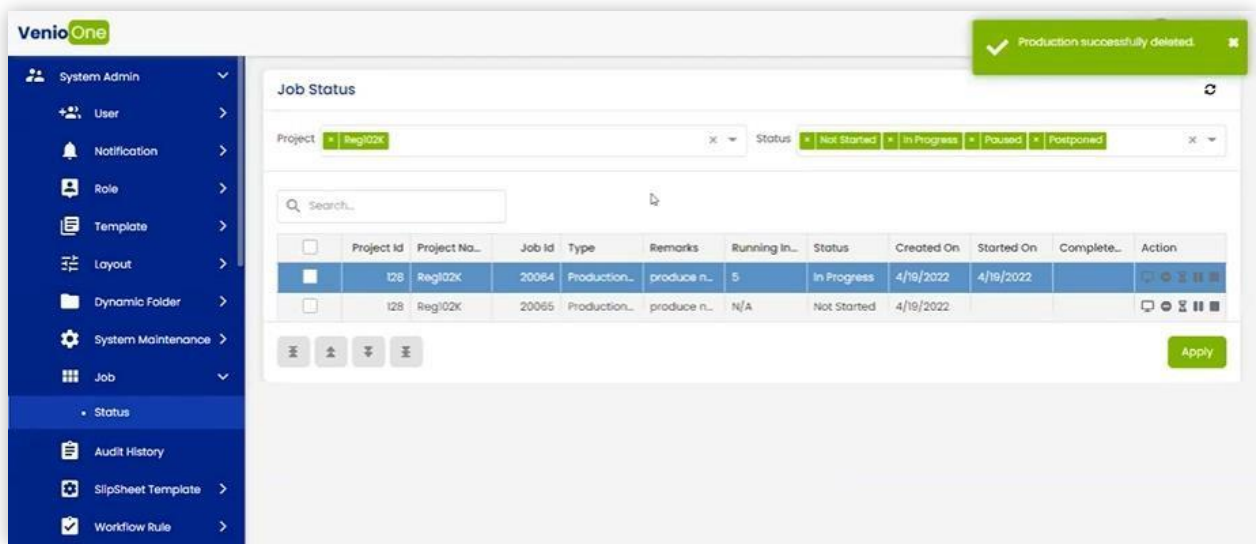 VenioOne
Production successfully deleted.
System Admin
User
Notification
Role
Template
Layout
Dynamic Folder
System Maintenance
Job
Status
Audit History
SlipSheet Template
Workflow Rule
Job Status
Project Reg102K Status Not Started In Progress Paused Postponed
Search...
Project Id Project Na... Job Id Type Remarks Running In... Status Created On Started On Complete... Action
128 Reg102K 20064 Production... produce n... 5 In Progress 4/19/2022 4/19/2022
128 Reg102K 20065 Production... produce n... N/A Not Started 4/19/2022
Apply